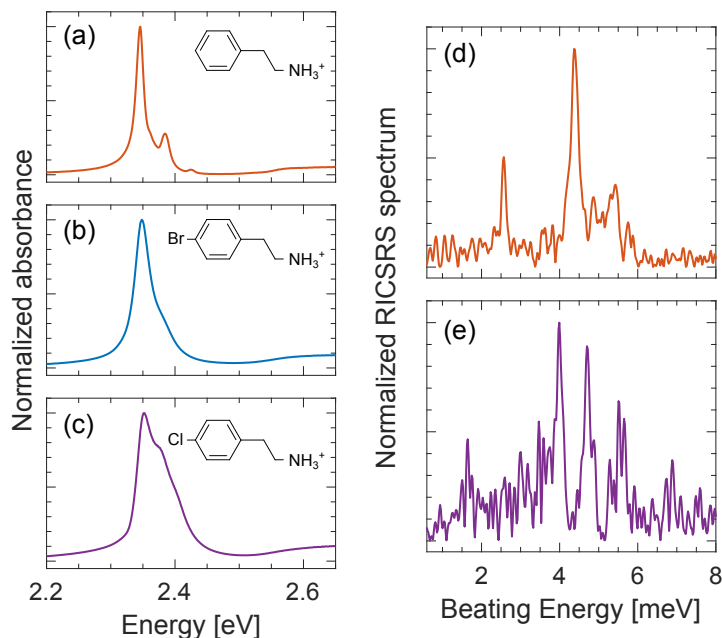 (a)
NH₃⁺
(b)
Br
NH₃⁺
(c)
Cl
NH₃⁺
Normalized absorbance
2.2
2.4
2.6
Energy [eV]
(d)
(e)
Normalized RICSRS spectrum
2
4
6
8
Beating Energy [meV]